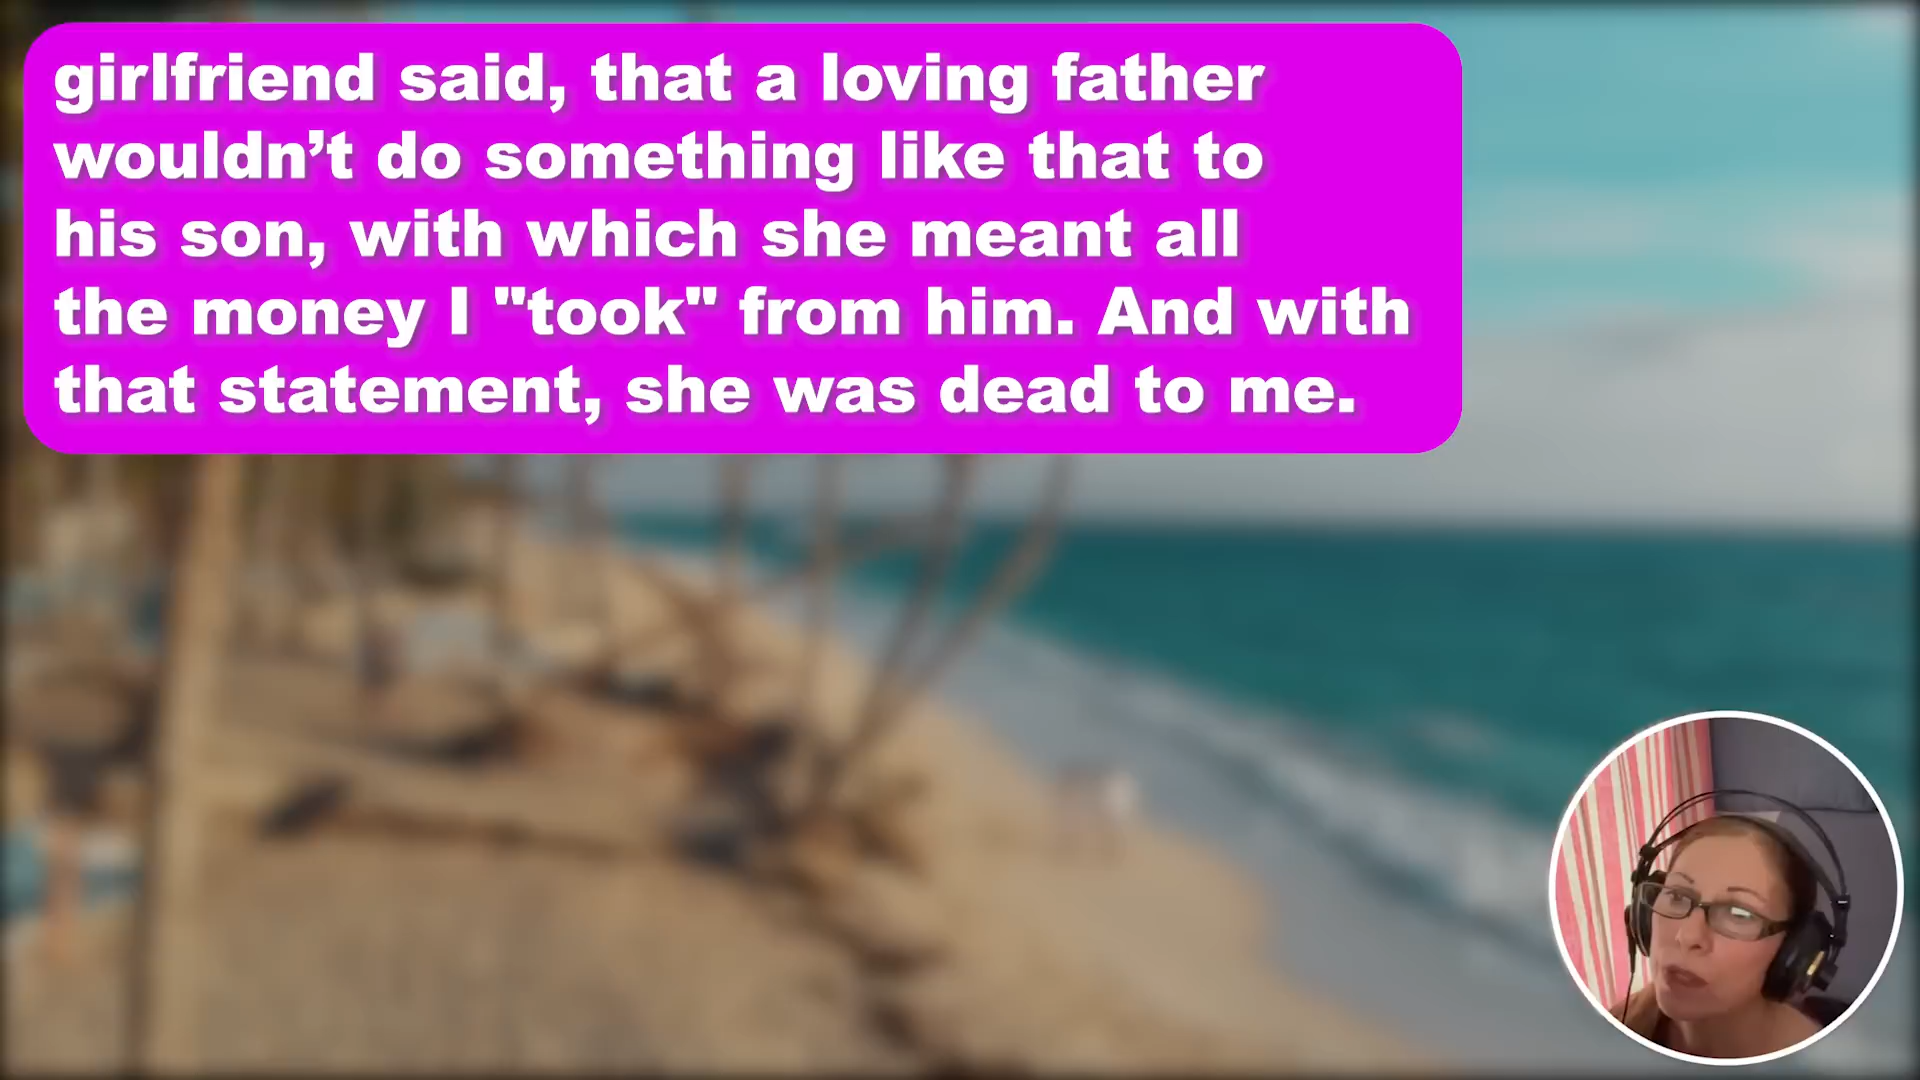 girlfriend said, that a loving father
wouldn’t do something like that to
his son, with which she meant all
the money I "took" from him. And with
that statement, she was dead to me.